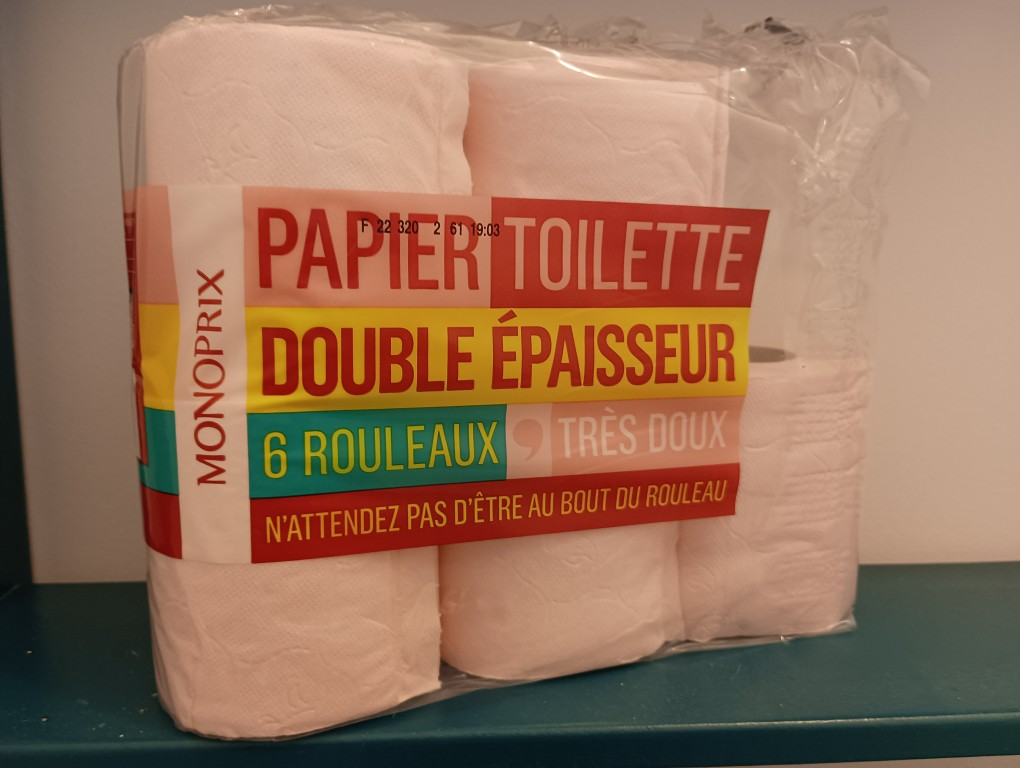 MONOPRIX
PAPIER TOILETTE
F 22 320 2 61 19:03
DOUBLE ÉPAISSEUR
6 ROULEAUX , TRÈS DOUX
N'ATTENDEZ PAS D'ÊTRE AU BOUT DU ROULEAU